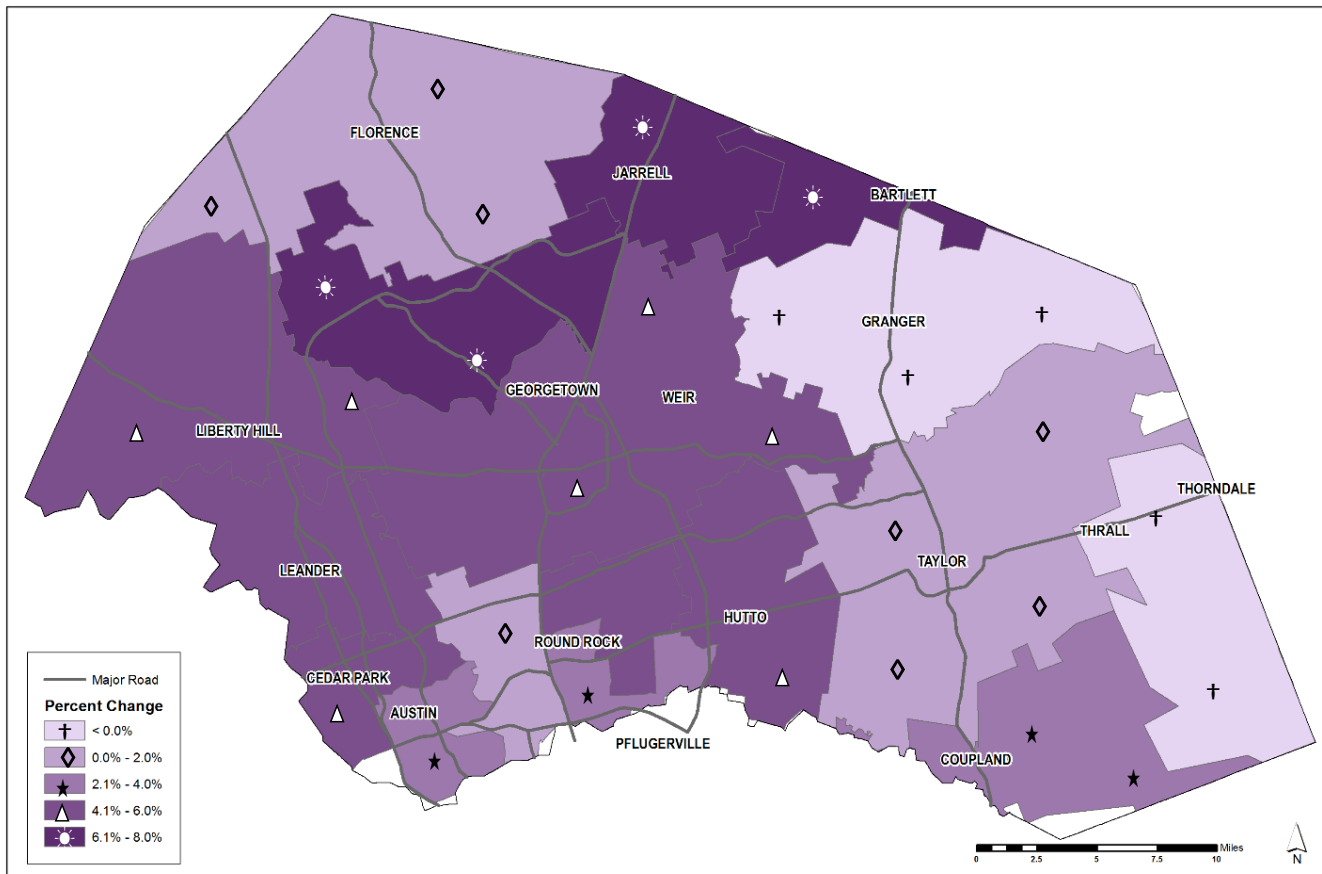 FLORENCE
JARRELL
BARTLETT
GRANGER
GEORGETOWN
WEIR
LIBERTY HILL
THORNDALE
THRALL
TAYLOR
LEANDER
HUTTO
ROUND ROCK
CEDAR PARK
AUSTIN
PFLUGERVILLE
COUPLAND
Major Road
Percent Change
< 0.0%
0.0% - 2.0%
2.1% - 4.0%
4.1% - 6.0%
6.1% - 8.0%
Miles
0 2.5 5 7.5 10
N